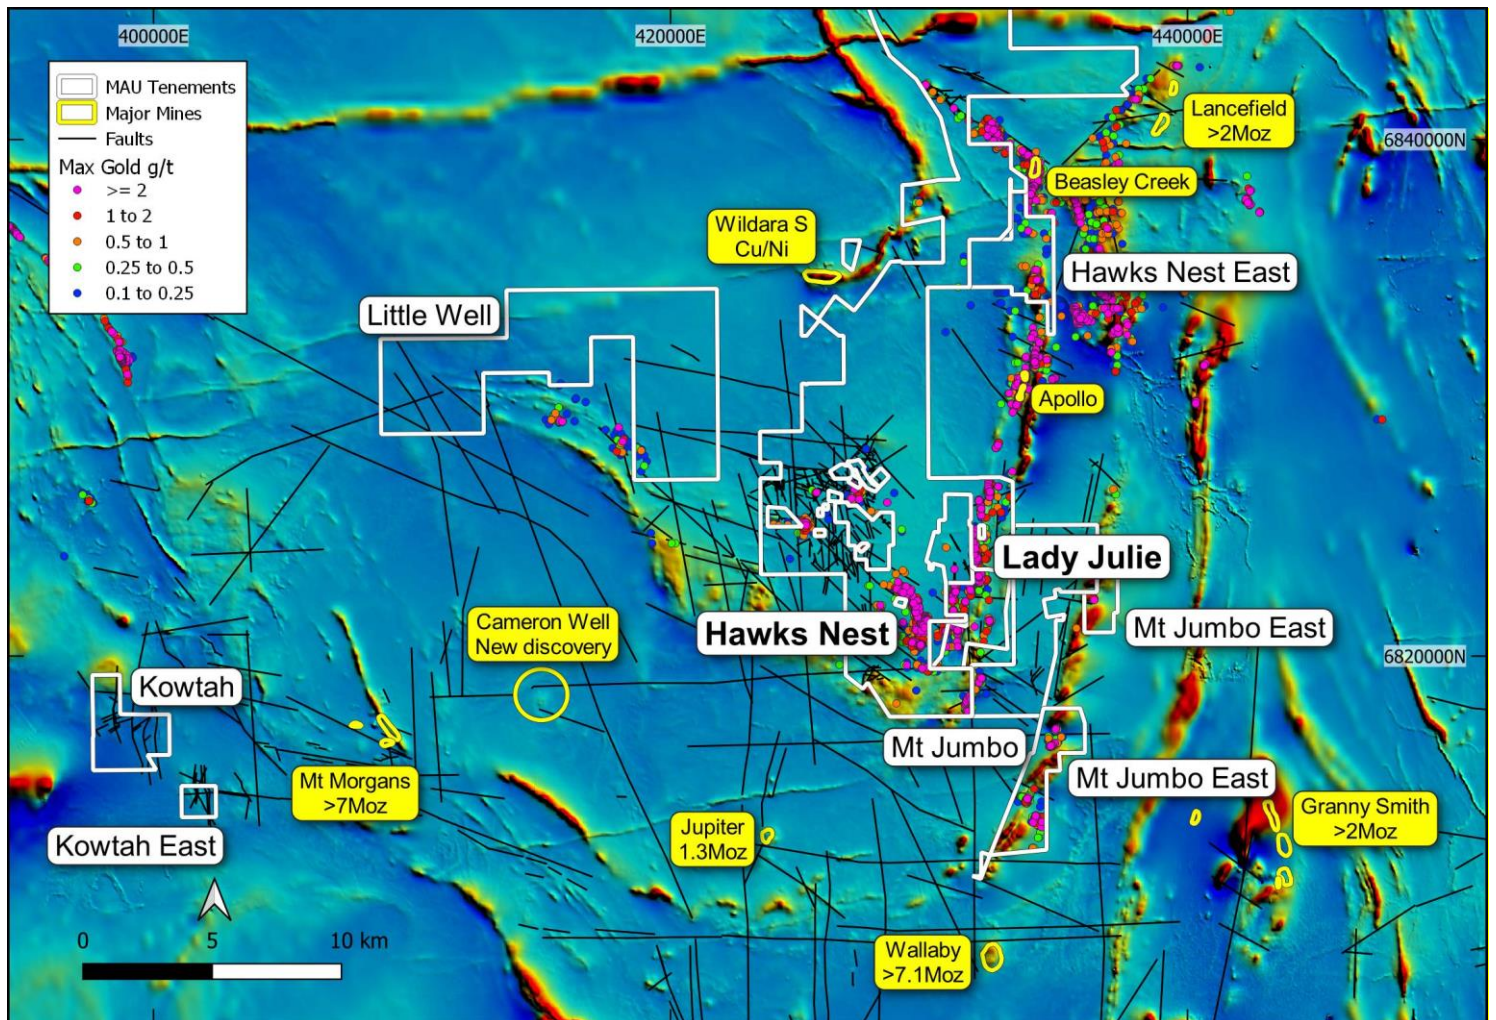 400000E
420000E
440000E
MAU Tenements
Major Mines
Faults
Max Gold g/t
>= 2
1 to 2
0.5 to 1
0.25 to 0.5
0.1 to 0.25
Lancefield
>2Moz
6840000N
Beasley Creek
Wildara S
Cu/Ni
Hawks Nest East
Little Well
Apollo
Lady Julie
Cameron Well
New discovery
Hawks Nest
Mt Jumbo East
6820000N
Kowtah
Mt Jumbo
Mt Morgans
>7Moz
Mt Jumbo East
Granny Smith
>2Moz
Jupiter
1.3Moz
Kowtah East
Wallaby
>7.1Moz
0 5 10 km